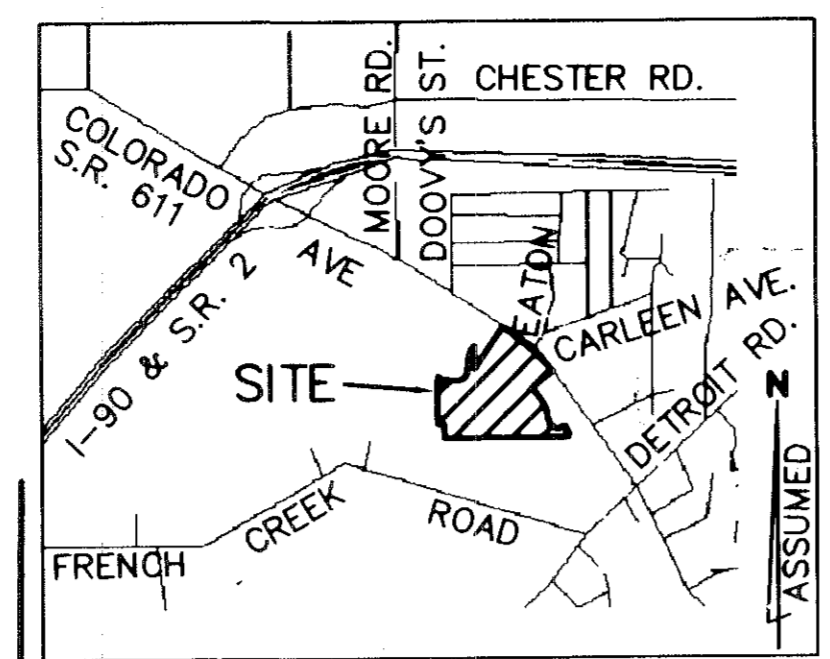 CHESTER RD.
MOORE RD.
DOOVY'S ST.
COLORADO
S.R. 611
AVE
I-90 & S.R. 2
EATON
CARLEEN AVE.
DETROIT RD.
SITE
N
ASSUMED
FRENCH
CREEK
ROAD